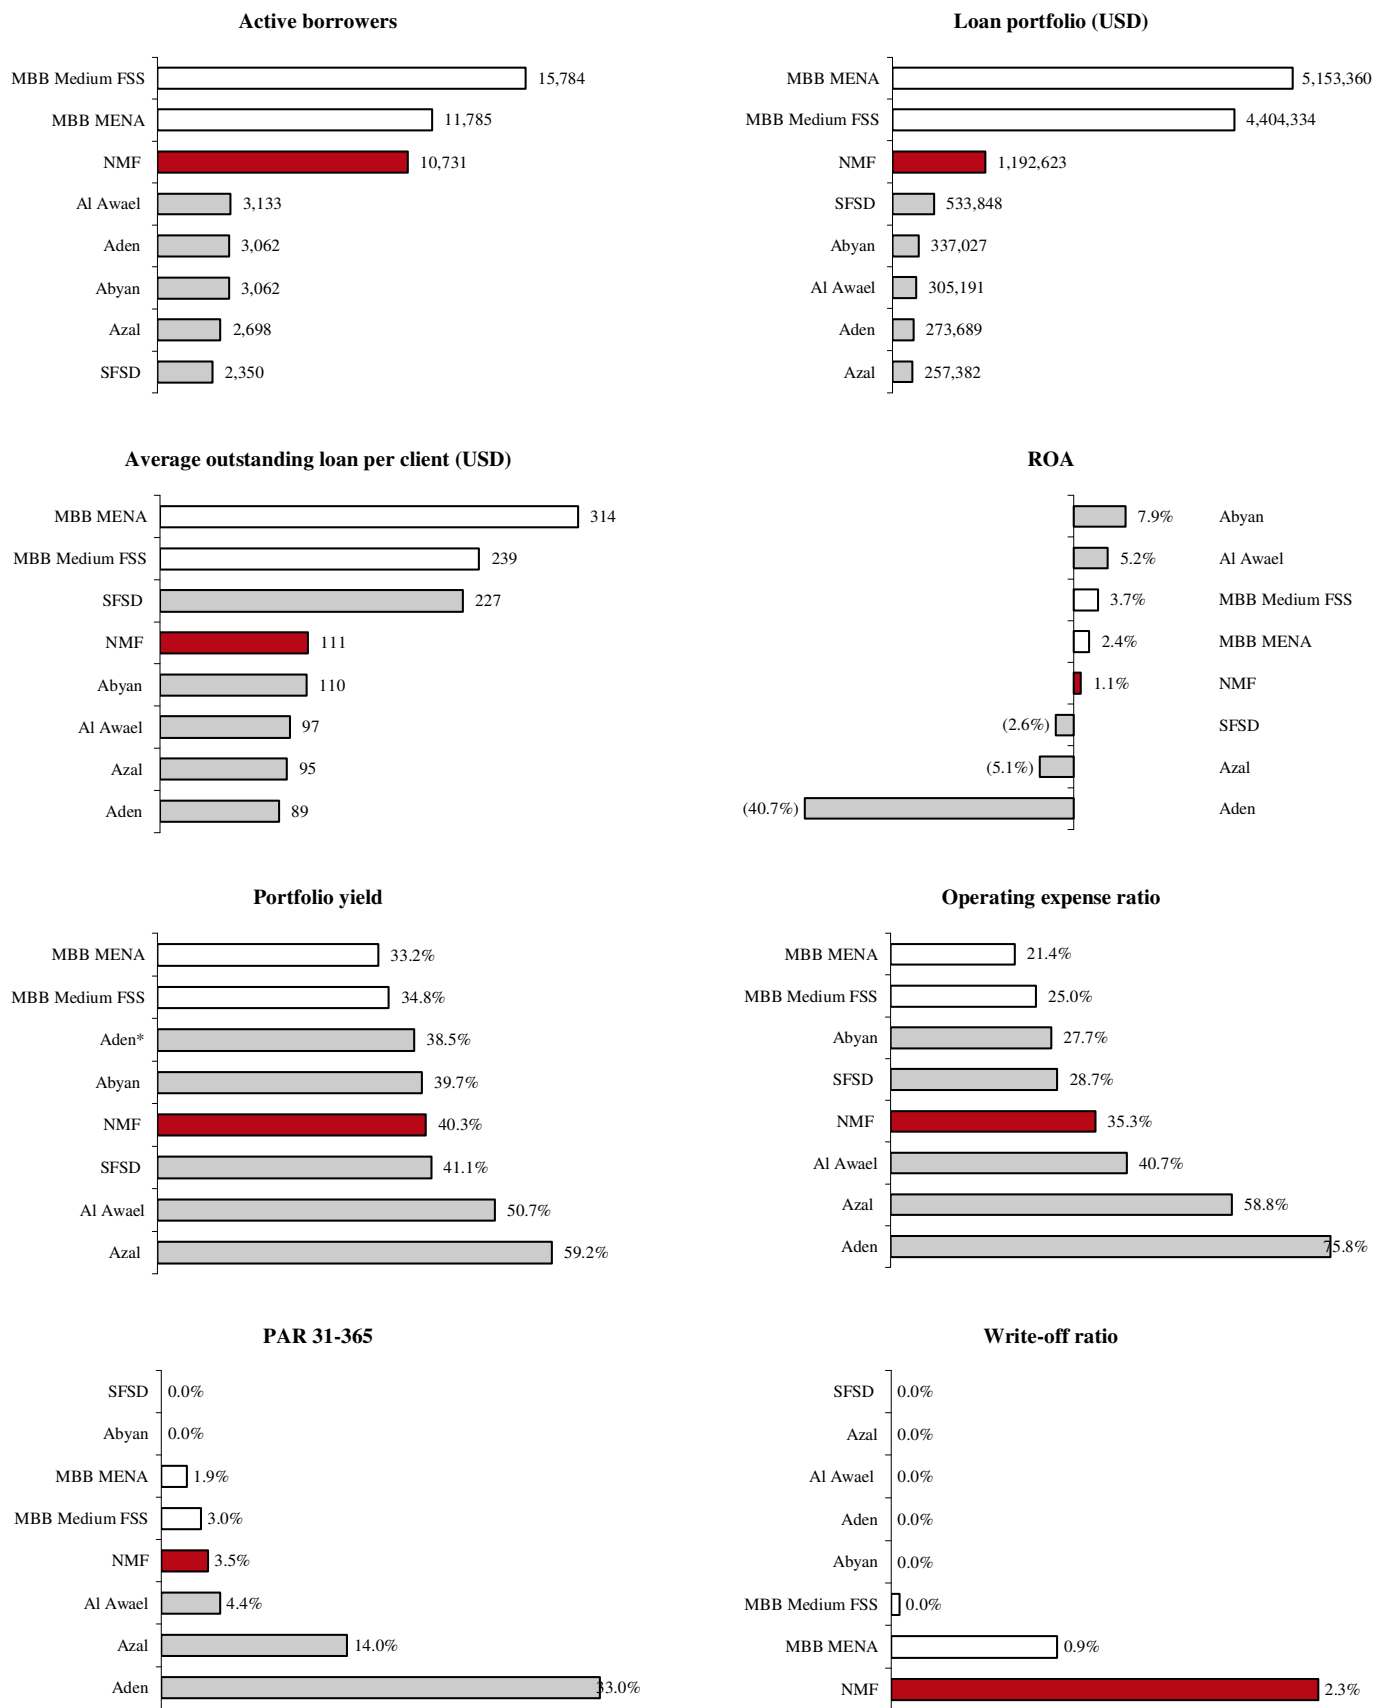 Active borrowers
MBB Medium FSS 15,784
MBB MENA 11,785
NMF 10,731
Al Awael 3,133
Aden 3,062
Abyan 3,062
Azal 2,698
SFSD 2,350
Loan portfolio (USD)
MBB MENA 5,153,360
MBB Medium FSS 4,404,334
NMF 1,192,623
SFSD 533,848
Abyan 337,027
Al Awael 305,191
Aden 273,689
Azal 257,382
Average outstanding loan per client (USD)
MBB MENA 314
MBB Medium FSS 239
SFSD 227
NMF 111
Abyan 110
Al Awael 97
Azal 95
Aden 89
ROA
7.9% Abyan
5.2% Al Awael
3.7% MBB Medium FSS
2.4% MBB MENA
1.1% NMF
(2.6%) SFSD
(5.1%) Azal
(40.7%) Aden
Portfolio yield
MBB MENA 33.2%
MBB Medium FSS 34.8%
Aden* 38.5%
Abyan 39.7%
NMF 40.3%
SFSD 41.1%
Al Awael 50.7%
Azal 59.2%
Operating expense ratio
MBB MENA 21.4%
MBB Medium FSS 25.0%
Abyan 27.7%
SFSD 28.7%
NMF 35.3%
Al Awael 40.7%
Azal 58.8%
Aden 75.8%
PAR 31-365
SFSD 0.0%
Abyan 0.0%
MBB MENA 1.9%
MBB Medium FSS 3.0%
NMF 3.5%
Al Awael 4.4%
Azal 14.0%
Aden 33.0%
Write-off ratio
SFSD 0.0%
Azal 0.0%
Al Awael 0.0%
Aden 0.0%
Abyan 0.0%
MBB Medium FSS 0.0%
MBB MENA 0.9%
NMF 2.3%